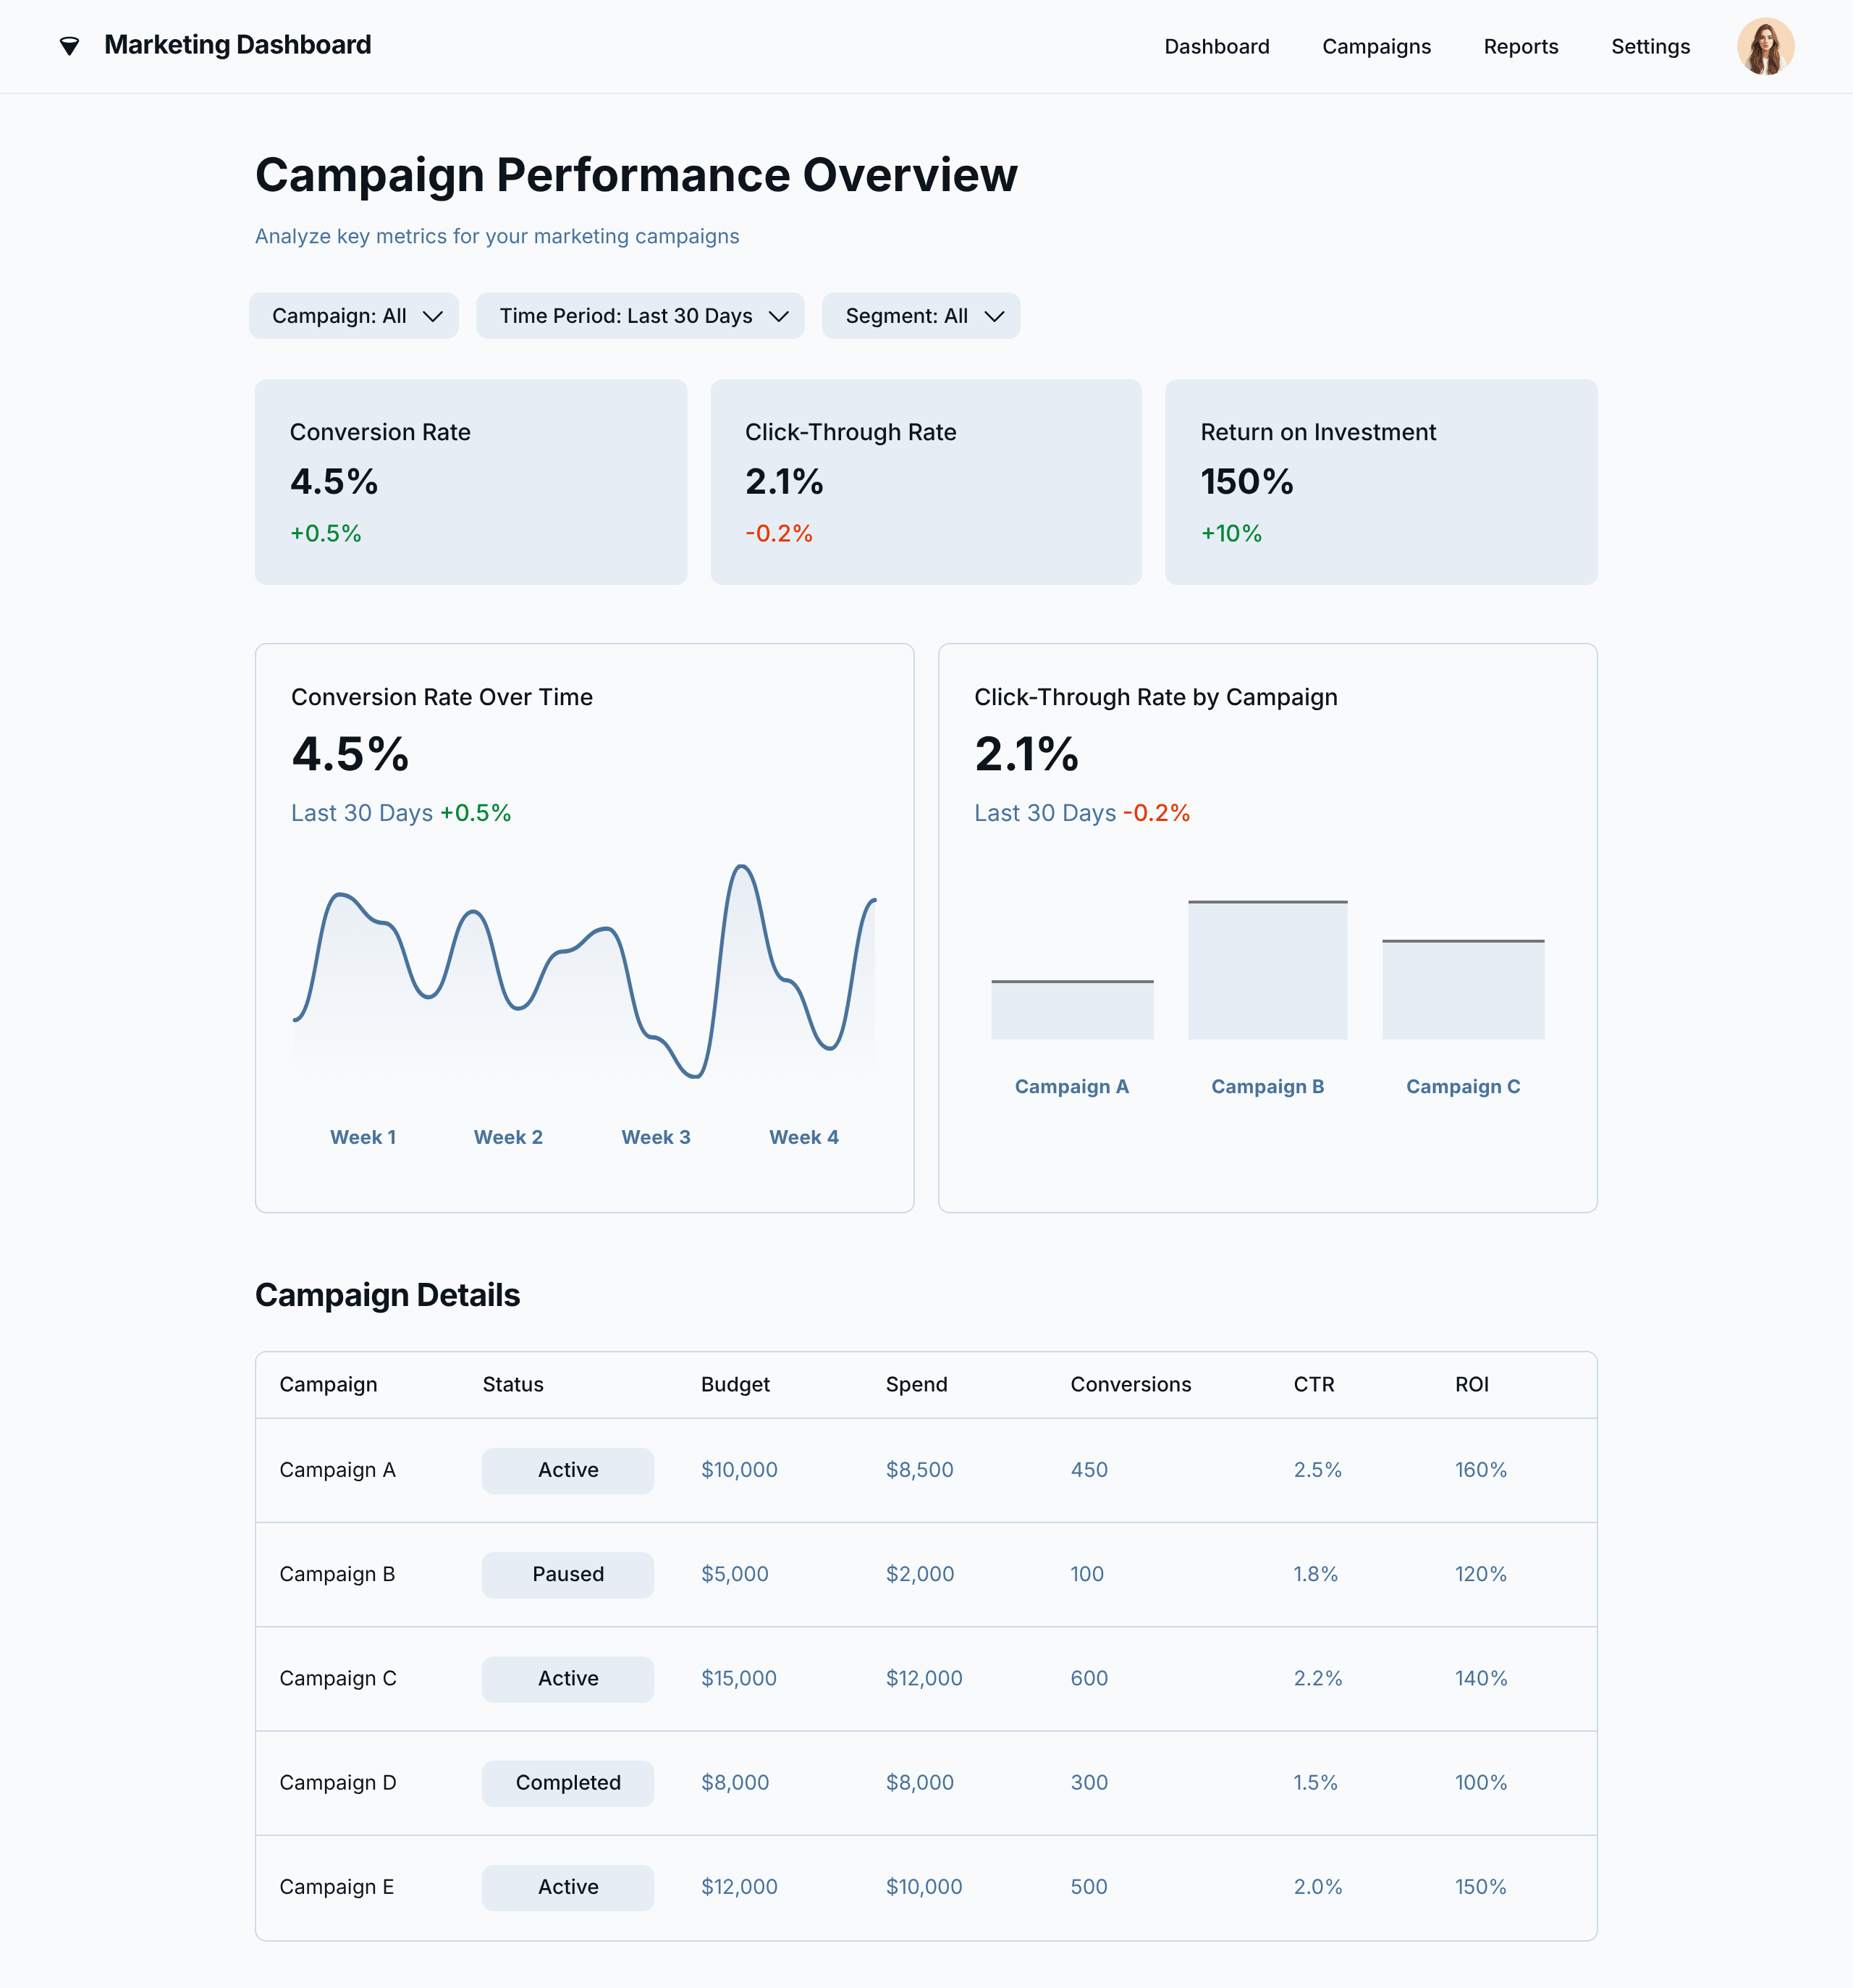 Marketing Dashboard
Dashboard Campaigns Reports Settings
Campaign Performance Overview
Analyze key metrics for your marketing campaigns
Campaign: All Time Period: Last 30 Days Segment: All
Conversion Rate
4.5%
+0.5%
Click-Through Rate
2.1%
-0.2%
Return on Investment
150%
+10%
Conversion Rate Over Time
4.5%
Last 30 Days +0.5%
Week 1 Week 2 Week 3 Week 4
Click-Through Rate by Campaign
2.1%
Last 30 Days -0.2%
Campaign A Campaign B Campaign C
Campaign Details
Campaign Status Budget Spend Conversions CTR ROI
Campaign A Active $10,000 $8,500 450 2.5% 160%
Campaign B Paused $5,000 $2,000 100 1.8% 120%
Campaign C Active $15,000 $12,000 600 2.2% 140%
Campaign D Completed $8,000 $8,000 300 1.5% 100%
Campaign E Active $12,000 $10,000 500 2.0% 150%